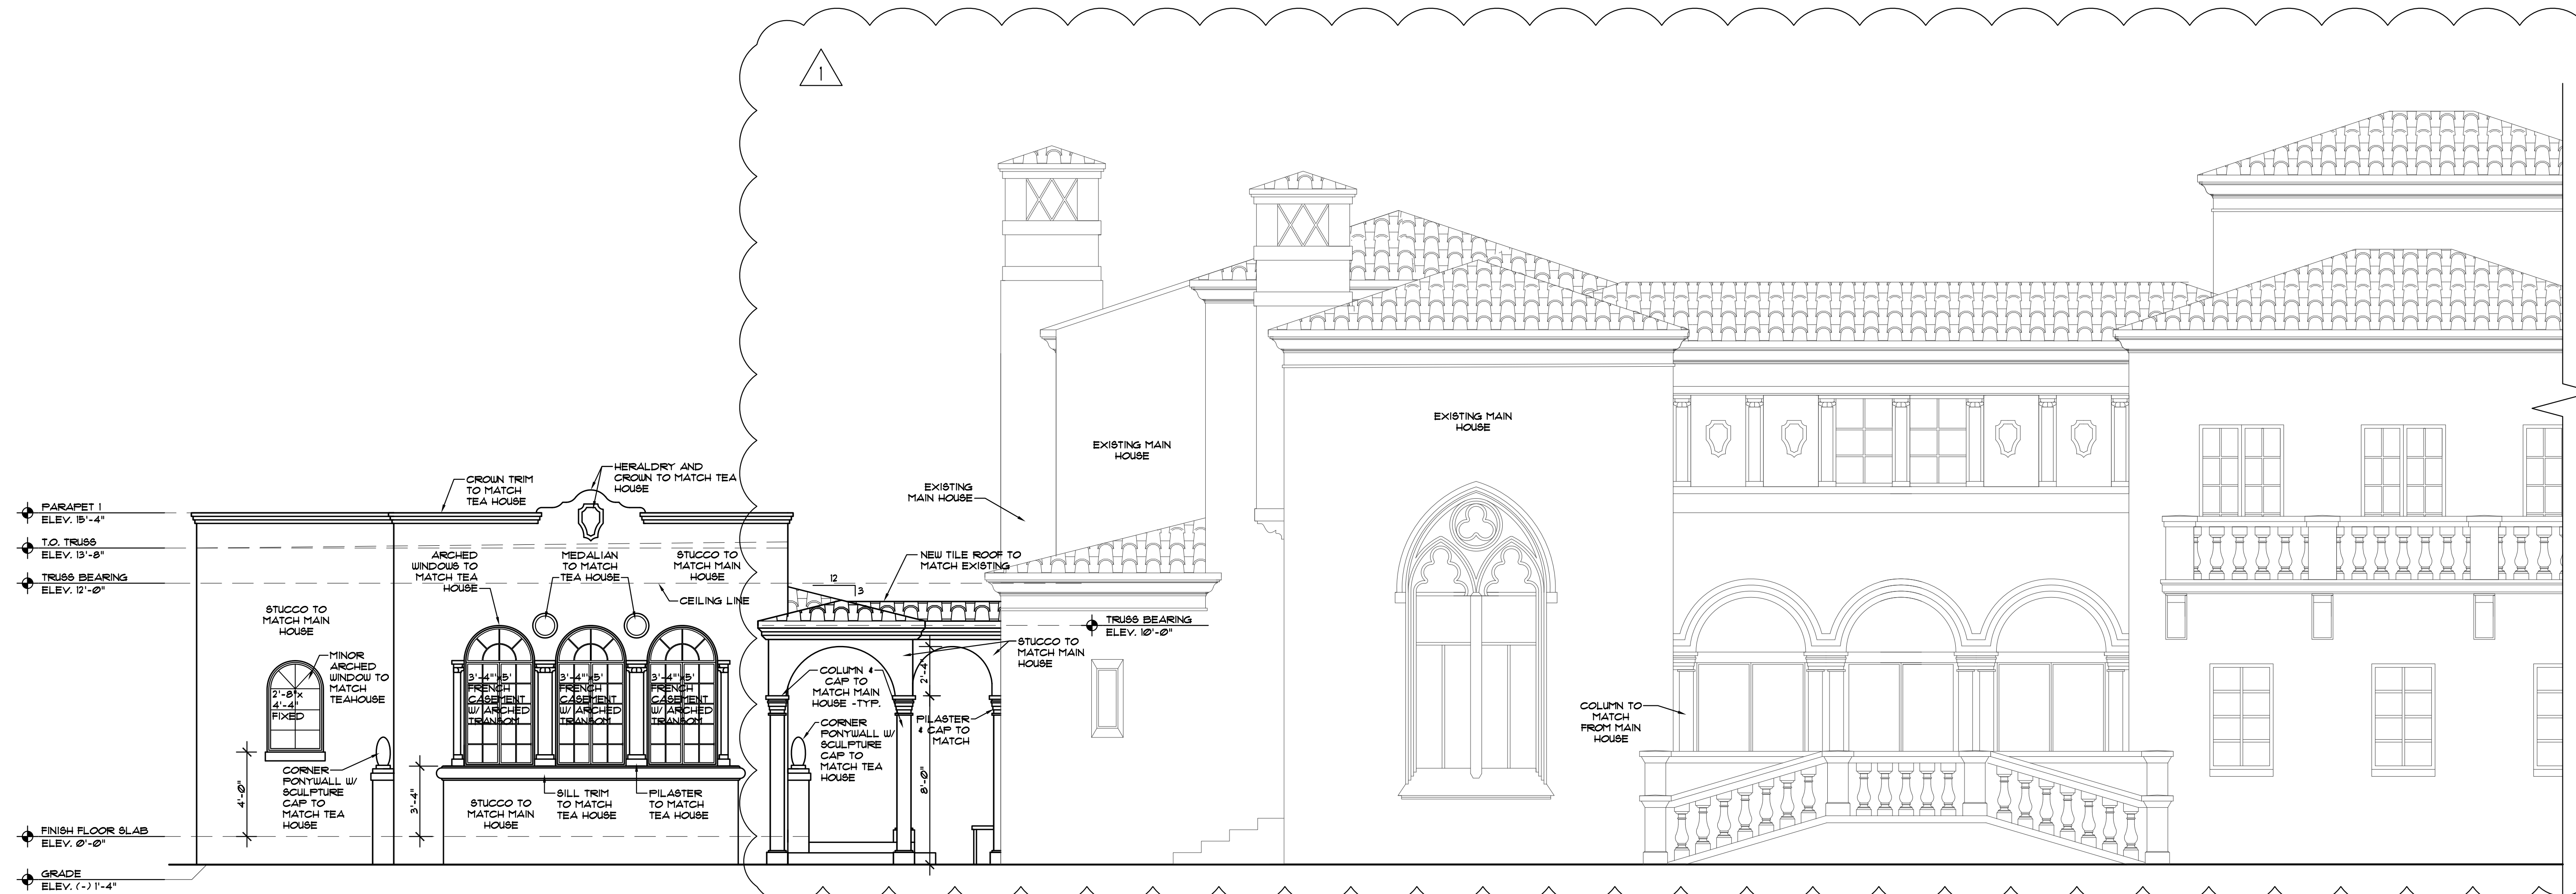 1
PARAPET 1
ELEV. 15'-4"
T.O. TRUSS
ELEV. 13'-8"
TRUSS BEARING
ELEV. 12'-0"
FINISH FLOOR SLAB
ELEV. 0'-0"
GRADE
ELEV. (-) 1'-4"
CROWN TRIM
TO MATCH
TEA HOUSE
HERALDRY AND
CROWN TO MATCH TEA
HOUSE
ARCHED
WINDOWS TO
MATCH TEA
HOUSE
MEDALIAN
TO MATCH
TEA HOUSE
STUCCO TO
MATCH MAIN
HOUSE
CEILING LINE
STUCCO TO
MATCH MAIN
HOUSE
MINOR
ARCHED
WINDOW TO
MATCH
TEAHOUSE
2'-8"x
4'-4"
FIXED
3'-4"x5'
FRENCH
CASEMENT
W/ ARCHED
TRANSOM
3'-4"x5'
FRENCH
CASEMENT
W/ ARCHED
TRANSOM
3'-4"x5'
FRENCH
CASEMENT
W/ ARCHED
TRANSOM
4'-0"
CORNER
PONYWALL W/
SCULPTURE
CAP TO
MATCH TEA
HOUSE
3'-4"
STUCCO TO
MATCH MAIN
HOUSE
SILL TRIM
TO MATCH
TEA HOUSE
PILASTER
TO MATCH
TEA HOUSE
12
3
NEW TILE ROOF TO
MATCH EXISTING
EXISTING
MAIN HOUSE
EXISTING MAIN
HOUSE
EXISTING MAIN
HOUSE
TRUSS BEARING
ELEV. 10'-0"
STUCCO TO
MATCH MAIN
HOUSE
COLUMN &
CAP TO
MATCH MAIN
HOUSE -TYP.
2'-4"
CORNER
PONYWALL W/
SCULPTURE
CAP TO
MATCH TEA
HOUSE
PILASTER
& CAP TO
MATCH
8'-0"
COLUMN TO
MATCH
FROM MAIN
HOUSE